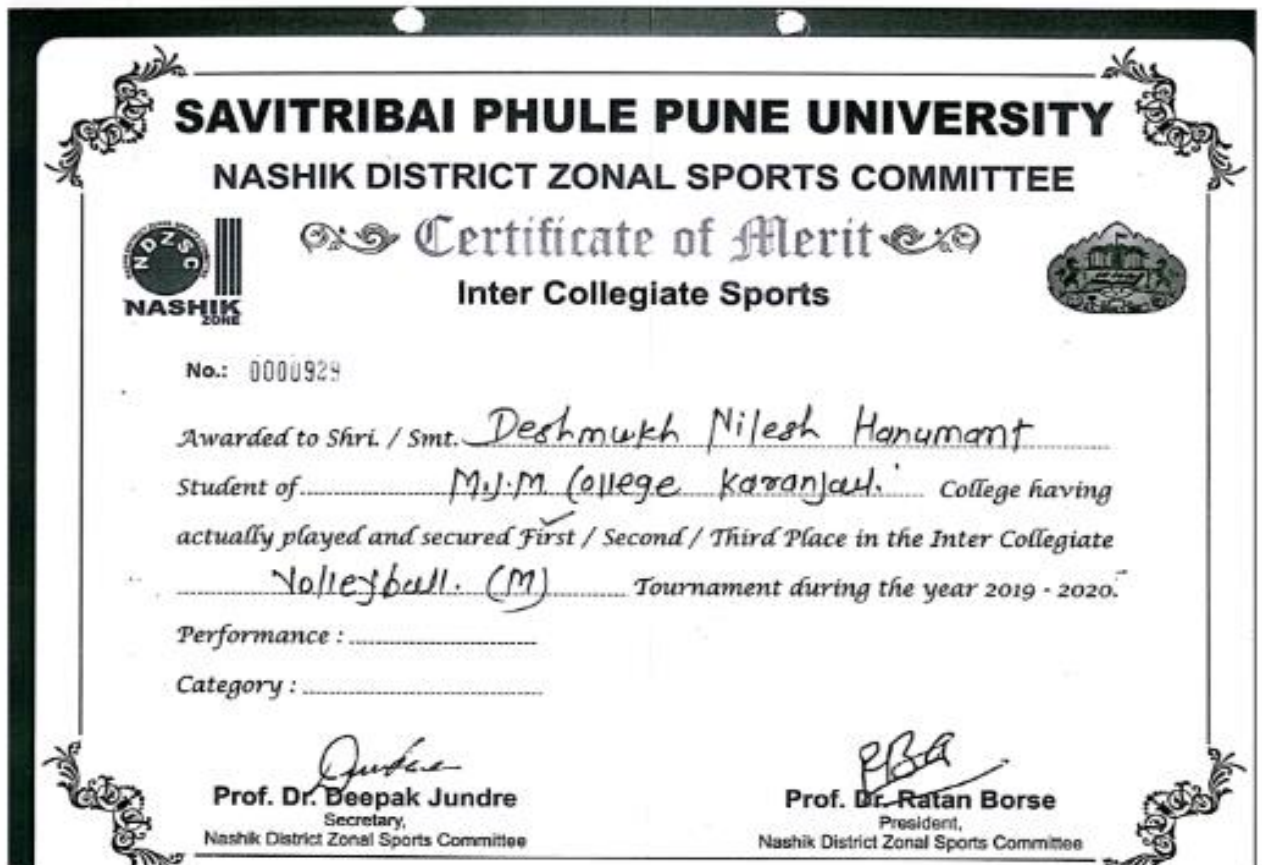 SAVITRIBAI PHULE PUNE UNIVERSITY
NASHIK DISTRICT ZONAL SPORTS COMMITTEE
NDZSC
NASHIK
ZONE
Certificate of Merit
Inter Collegiate Sports
No.: 0000929
Awarded to Shri. / Smt. Deshmukh Nilesh Hanumant
Student of M.J.M. College Karanjali. College having
actually played and secured First / Second / Third Place in the Inter Collegiate
Volleyball. (M) Tournament during the year 2019 - 2020.
Performance :
Category :
Prof. Dr. Deepak Jundre
Secretary,
Nashik District Zonal Sports Committee
Prof. Dr. Ratan Borse
President,
Nashik District Zonal Sports Committee